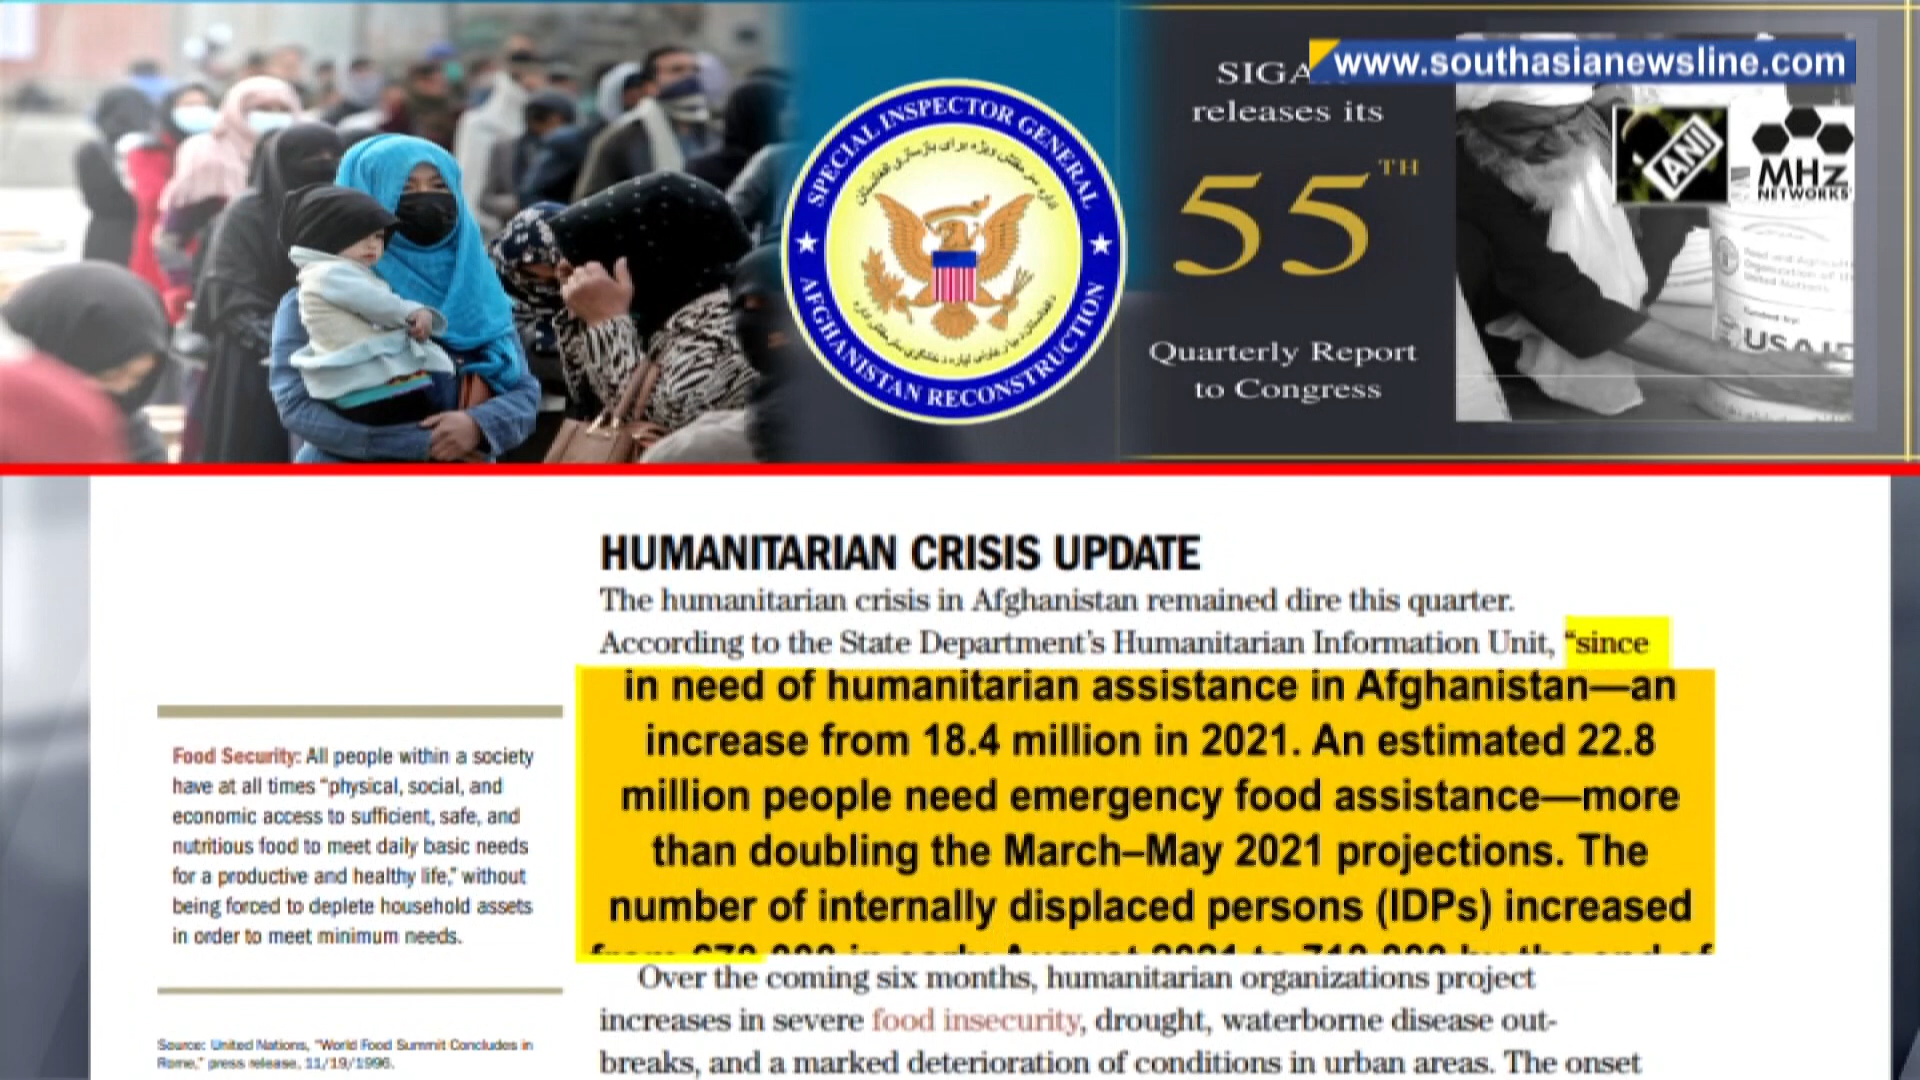 www.southasianewsline.com
SIGA
releases its
55TH
Quarterly Report
to Congress
ANI
MHz
NETWORKS
SPECIAL INSPECTOR GENERAL
AFGHANISTAN RECONSTRUCTION
Food and Agriculture
Organization of the
United Nations
USAID
HUMANITARIAN CRISIS UPDATE
The humanitarian crisis in Afghanistan remained dire this quarter.
According to the State Department's Humanitarian Information Unit, “since
in need of humanitarian assistance in Afghanistan—an
increase from 18.4 million in 2021. An estimated 22.8
million people need emergency food assistance—more
than doubling the March–May 2021 projections. The
number of internally displaced persons (IDPs) increased
Over the coming six months, humanitarian organizations project
increases in severe food insecurity, drought, waterborne disease out-
breaks, and a marked deterioration of conditions in urban areas. The onset
Food Security: All people within a society
have at all times “physical, social, and
economic access to sufficient, safe, and
nutritious food to meet daily basic needs
for a productive and healthy life,” without
being forced to deplete household assets
in order to meet minimum needs.
Source: United Nations, “World Food Summit Concludes in
Rome,” press release, 11/19/1996.